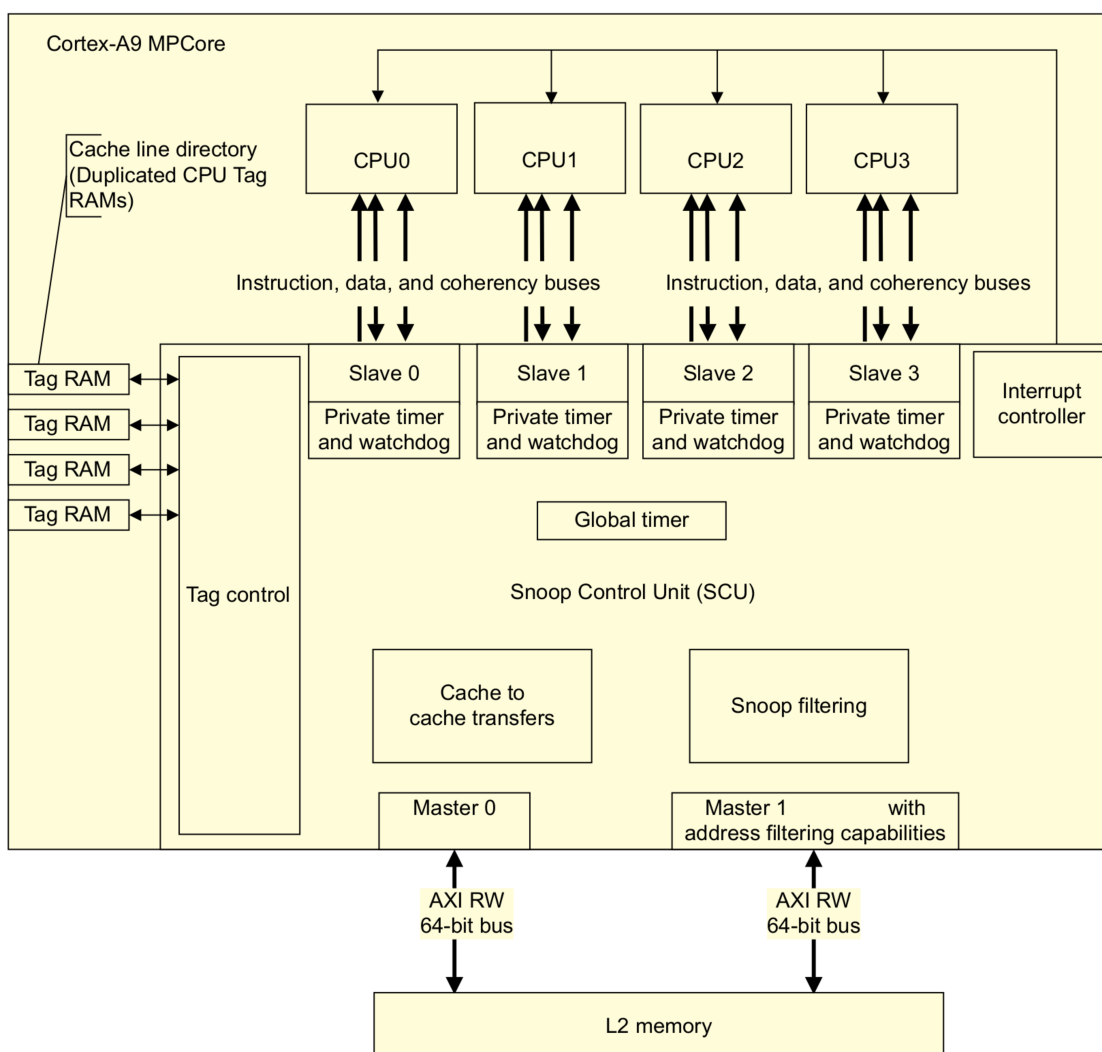 Cortex-A9 MPCore
Cache line directory
(Duplicated CPU Tag
RAMs)
CPU0
CPU1
CPU2
CPU3
Instruction, data, and coherency buses
Instruction, data, and coherency buses
Tag RAM
Tag RAM
Tag RAM
Tag RAM
Tag control
Slave 0
Private timer
and watchdog
Slave 1
Private timer
and watchdog
Slave 2
Private timer
and watchdog
Slave 3
Private timer
and watchdog
Interrupt
controller
Global timer
Snoop Control Unit (SCU)
Cache to
cache transfers
Snoop filtering
Master 0
Master 1 with
address filtering capabilities
AXI RW
64-bit bus
AXI RW
64-bit bus
L2 memory